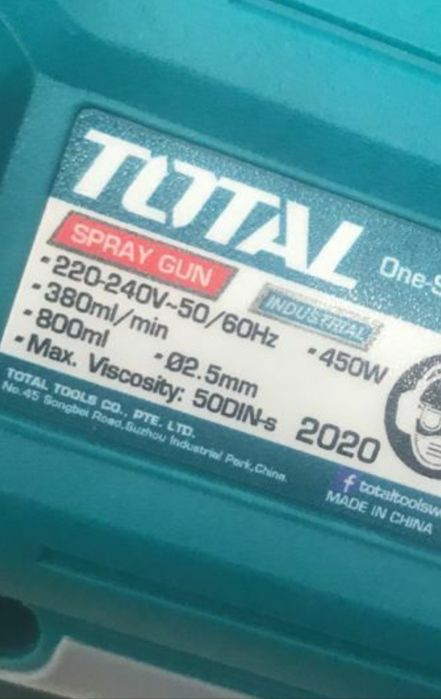 TOTAL
One-S
SPRAY GUN
INDUSTRIAL
•220-240V~50/60Hz •450W
•380ml/min
•800ml •Ø2.5mm
•Max. Viscosity: 50DIN-s 2020
TOTAL TOOLS CO., PTE. LTD.
No.45 Songbei Road,Suzhou Industrial Park,China.
f totaltoolsw
MADE IN CHINA